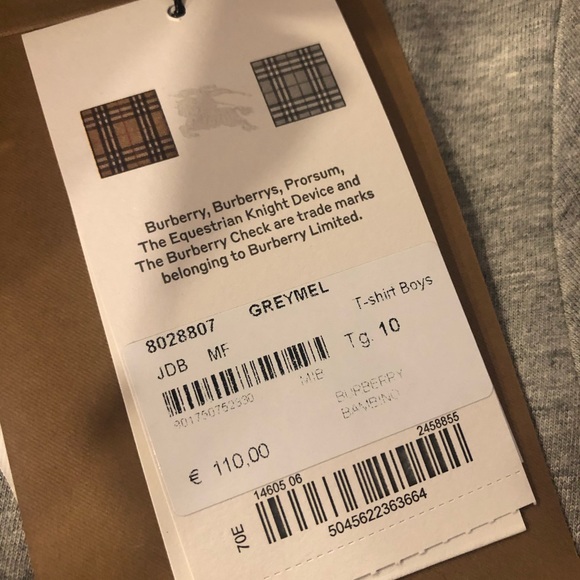 Burberry, Burberrys, Prorsum,
The Equestrian Knight Device and
The Burberry Check are trade marks
belonging to Burberry Limited.
8028807 GREYMEL T-shirt Boys
JDB MF Tg. 10
MIB
BURBERRY
BAMBINO
€ 110,00
14605 06 2458855
70E
5045622363664